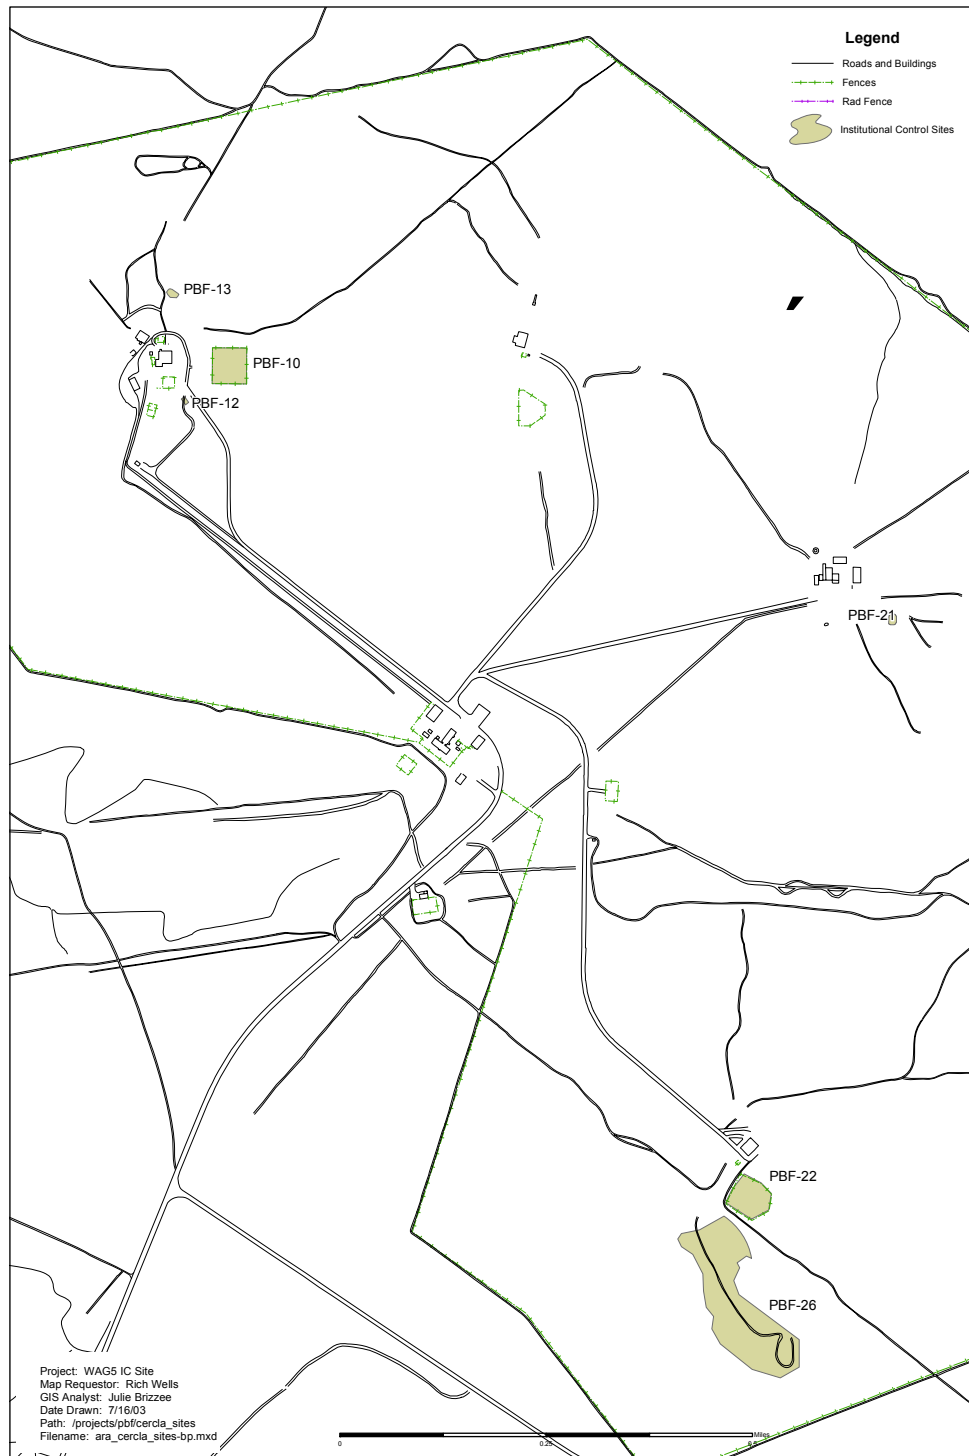 Legend
Roads and Buildings
Fences
Rad Fence
Institutional Control Sites
PBF-13
PBF-10
PBF-12
PBF-21
PBF-22
PBF-26
Project: WAG5 IC Site
Map Requestor: Rich Wells
GIS Analyst: Julie Brizzee
Date Drawn: 7/16/03
Path: /projects/pbf/cercla_sites
Filename: ara_cercla_sites-bp.mxd
Miles
0 0.25 0.5